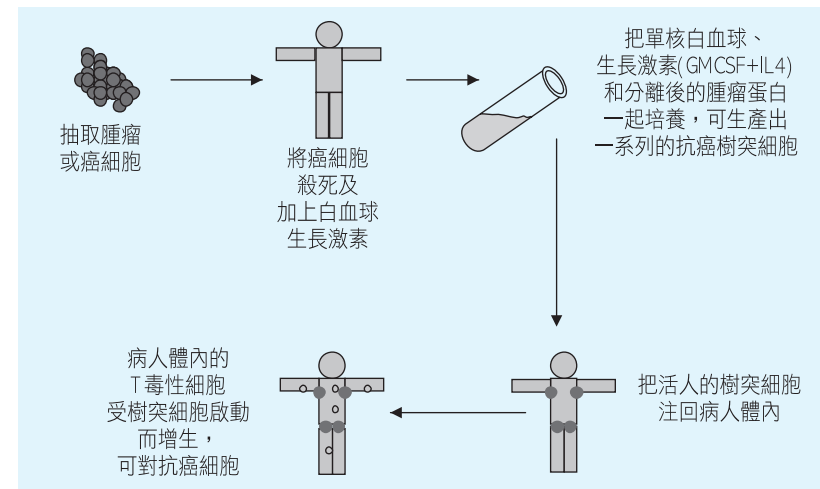 抽取腫瘤
或癌細胞
將癌細胞
殺死及
加上白血球
生長激素
把單核白血球、
生長激素(GMCSF+IL4)
和分離後的腫瘤蛋白
一起培養，可生產出
一系列的抗癌樹突細胞
把活人的樹突細胞
注回病人體內
病人體內的
T毒性細胞
受樹突細胞啟動
而增生，
可對抗癌細胞